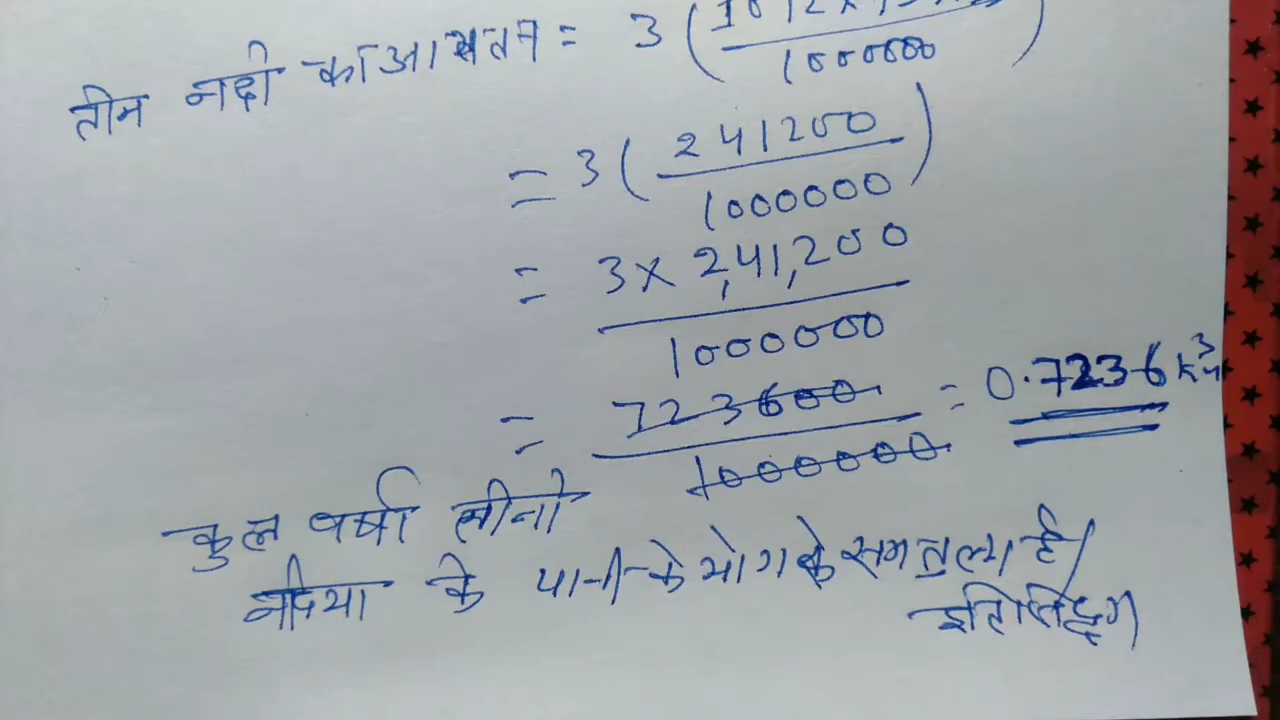 तीन नदी का आयतन = 3 (
1000000 )
= 3 ( 241200 / 1000000 )
= 3 x 2,41,200 / 1000000
= 723600 / 1000000 = 0.7236 km³
कुल वर्षा तीनो
नदियो के पानी के योग के समतुल्य है।
इतिसिद्धम